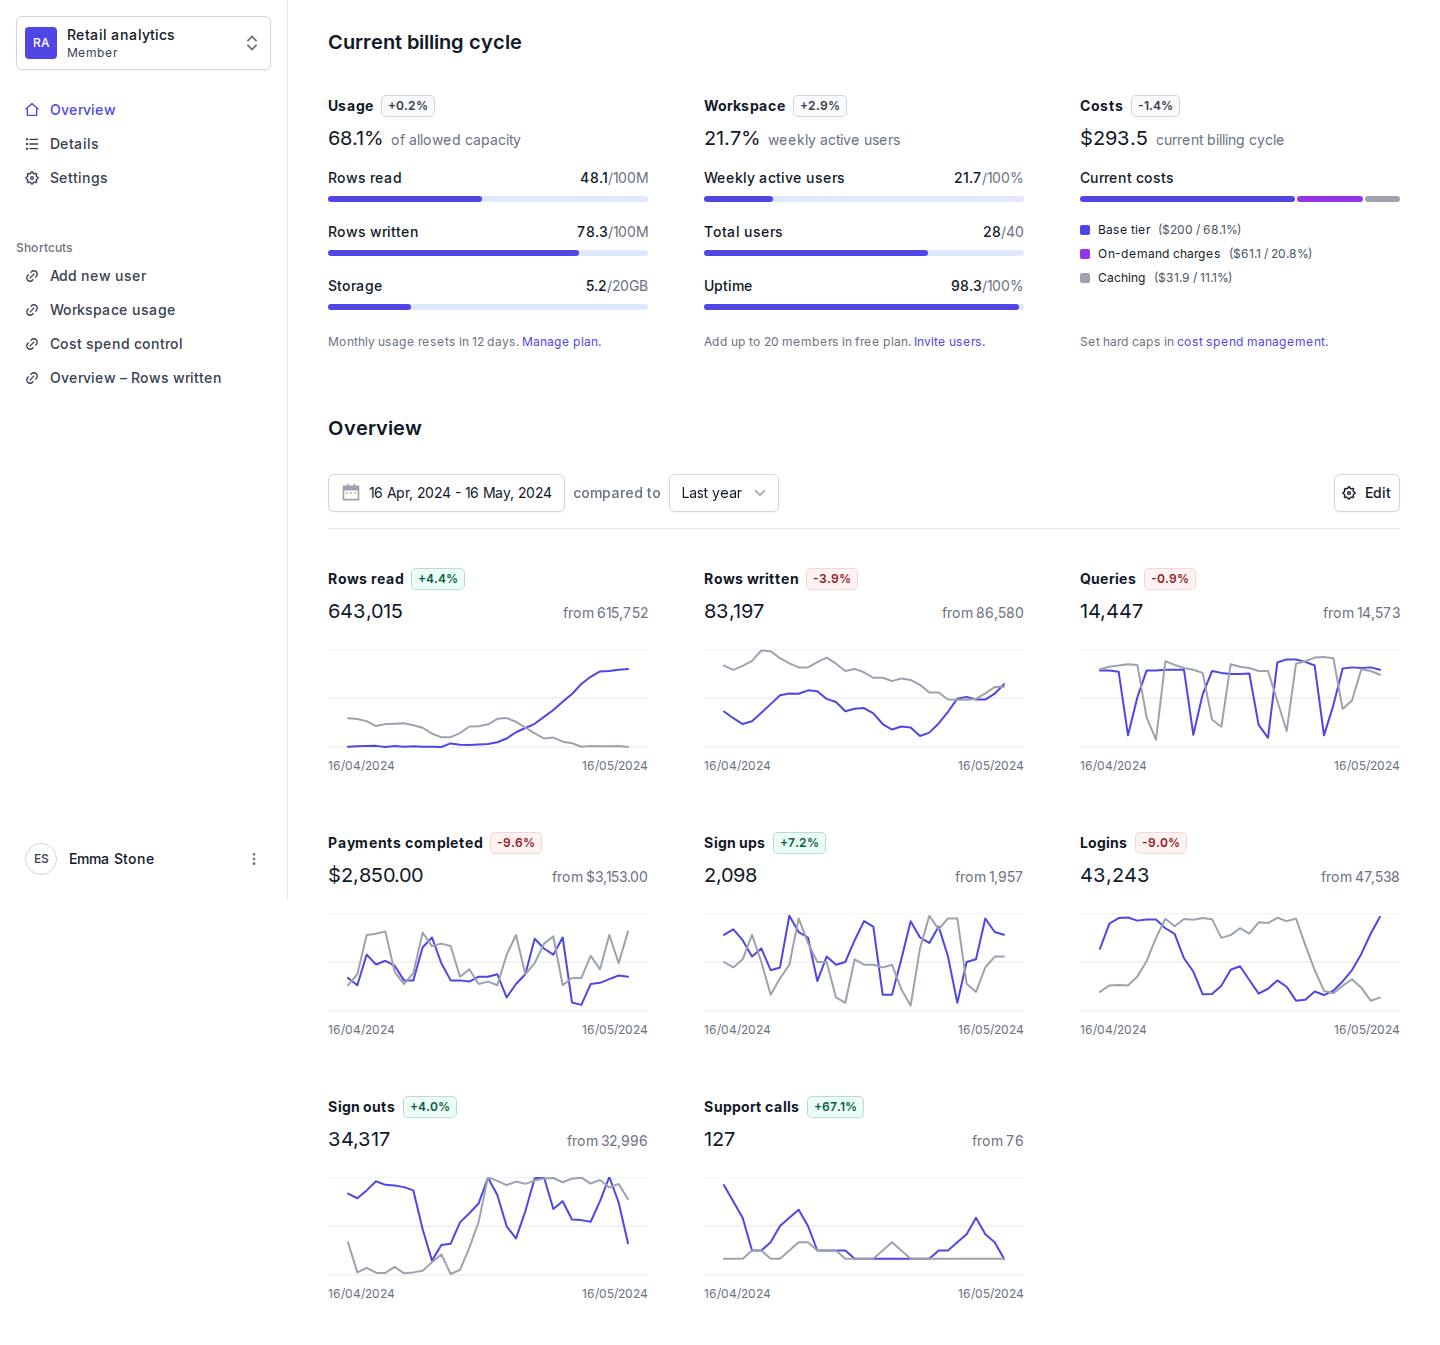 RA
Retail analytics
Member
Overview
Details
Settings
Shortcuts
Add new user
Workspace usage
Cost spend control
Overview – Rows written
ES Emma Stone
Current billing cycle
Usage +0.2%
68.1% of allowed capacity
Rows read 48.1/100M
Rows written 78.3/100M
Storage 5.2/20GB
Monthly usage resets in 12 days. Manage plan.
Workspace +2.9%
21.7% weekly active users
Weekly active users 21.7/100%
Total users 28/40
Uptime 98.3/100%
Add up to 20 members in free plan. Invite users.
Costs -1.4%
$293.5 current billing cycle
Current costs
Base tier ($200 / 68.1%)
On-demand charges ($61.1 / 20.8%)
Caching ($31.9 / 11.1%)
Set hard caps in cost spend management.
Overview
16 Apr, 2024 - 16 May, 2024 compared to Last year Edit
Rows read +4.4%
643,015 from 615,752
16/04/2024 16/05/2024
Rows written -3.9%
83,197 from 86,580
16/04/2024 16/05/2024
Queries -0.9%
14,447 from 14,573
16/04/2024 16/05/2024
Payments completed -9.6%
$2,850.00 from $3,153.00
16/04/2024 16/05/2024
Sign ups +7.2%
2,098 from 1,957
16/04/2024 16/05/2024
Logins -9.0%
43,243 from 47,538
16/04/2024 16/05/2024
Sign outs +4.0%
34,317 from 32,996
16/04/2024 16/05/2024
Support calls +67.1%
127 from 76
16/04/2024 16/05/2024